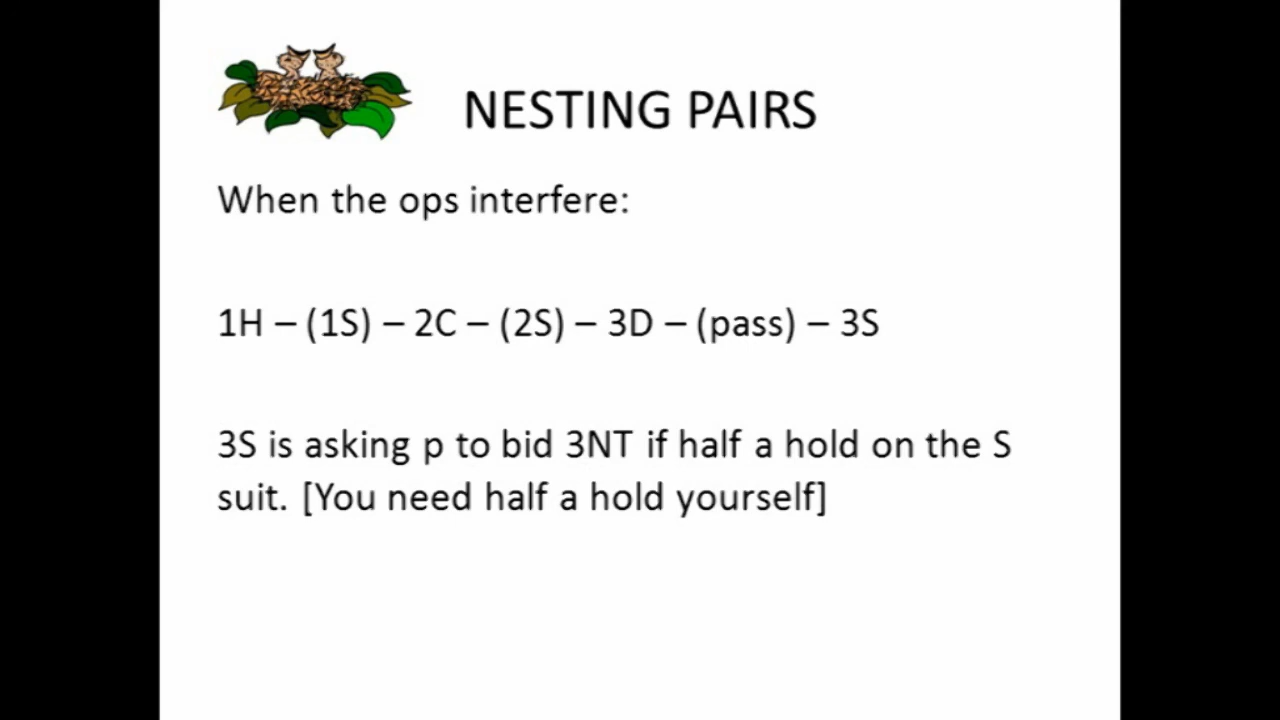 NESTING PAIRS
When the ops interfere:
1H – (1S) – 2C – (2S) – 3D – (pass) – 3S
3S is asking p to bid 3NT if half a hold on the S
suit. [You need half a hold yourself]